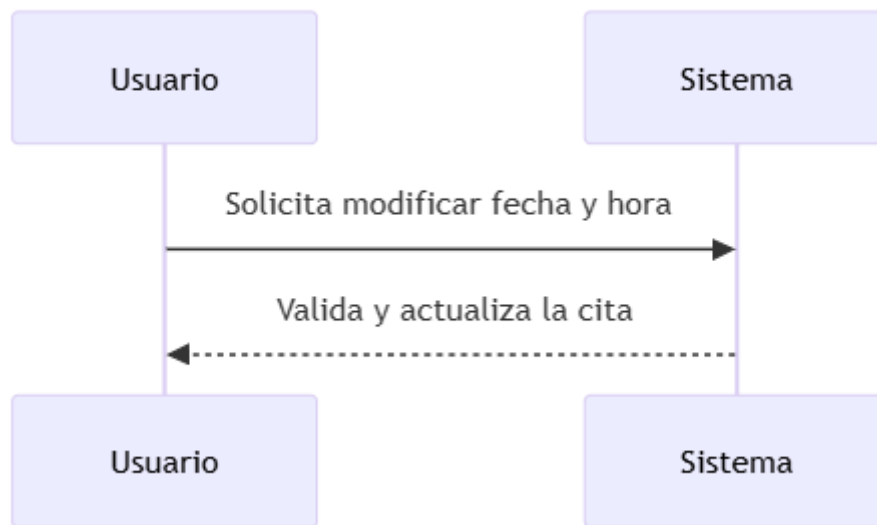 Usuario
Sistema
Solicita modificar fecha y hora
Valida y actualiza la cita
Usuario
Sistema